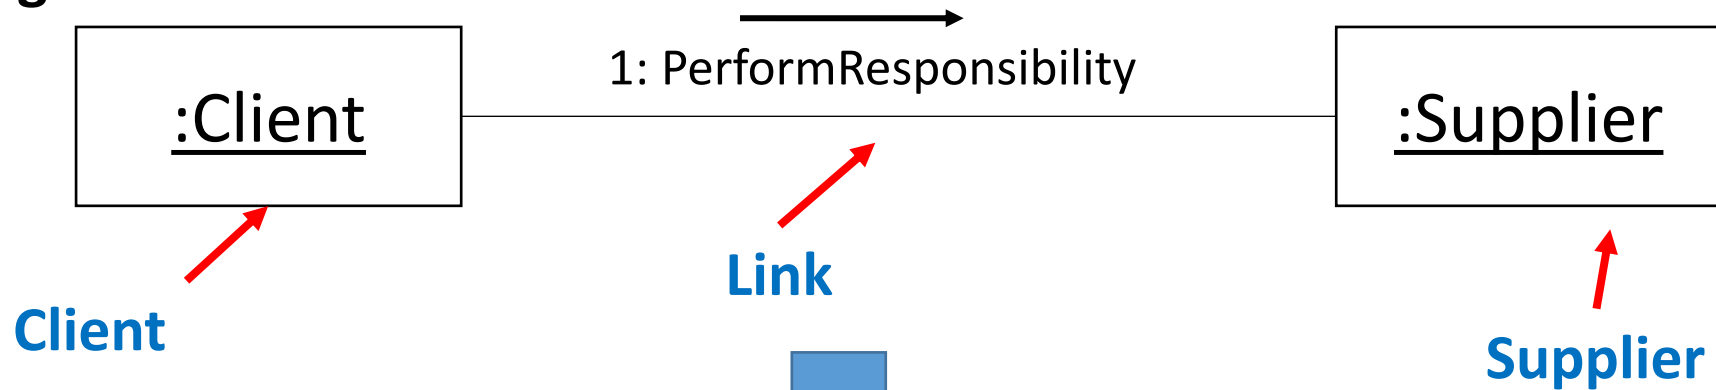 1: PerformResponsibility
:Client
:Supplier
Link
Client
Supplier